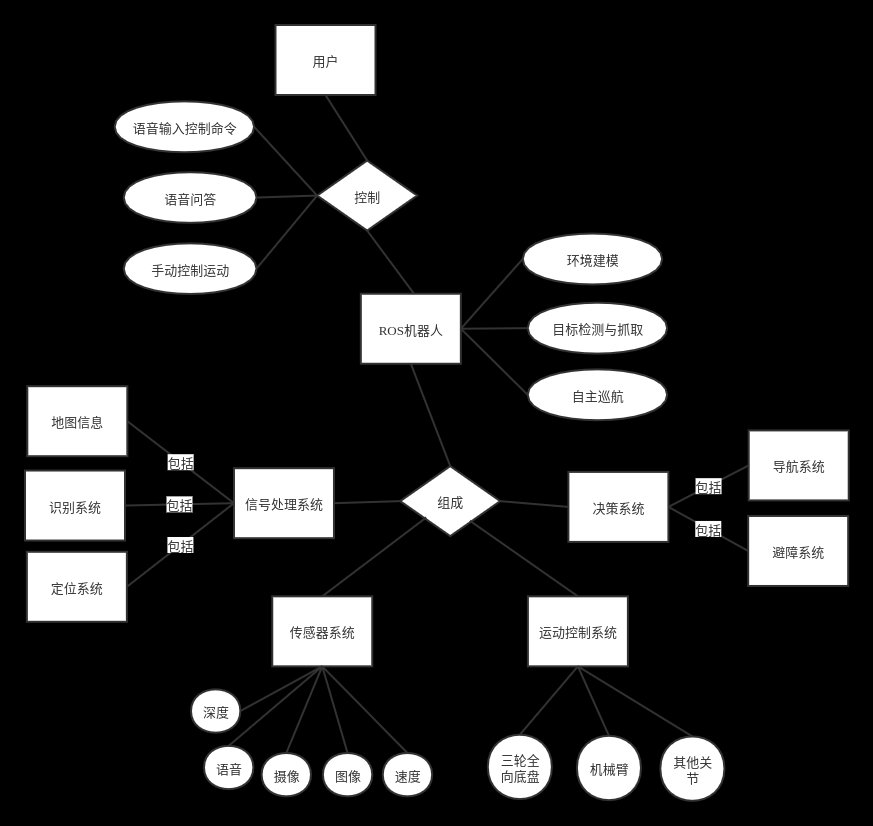 用户
语音输入控制命令
语音问答
控制
手动控制运动
环境建模
ROS机器人
目标检测与抓取
自主巡航
地图信息
包括
识别系统
包括
信号处理系统
组成
决策系统
包括
导航系统
包括
定位系统
包括
避障系统
传感器系统
运动控制系统
深度
语音
摄像
图像
速度
三轮全
向底盘
机械臂
其他关
节